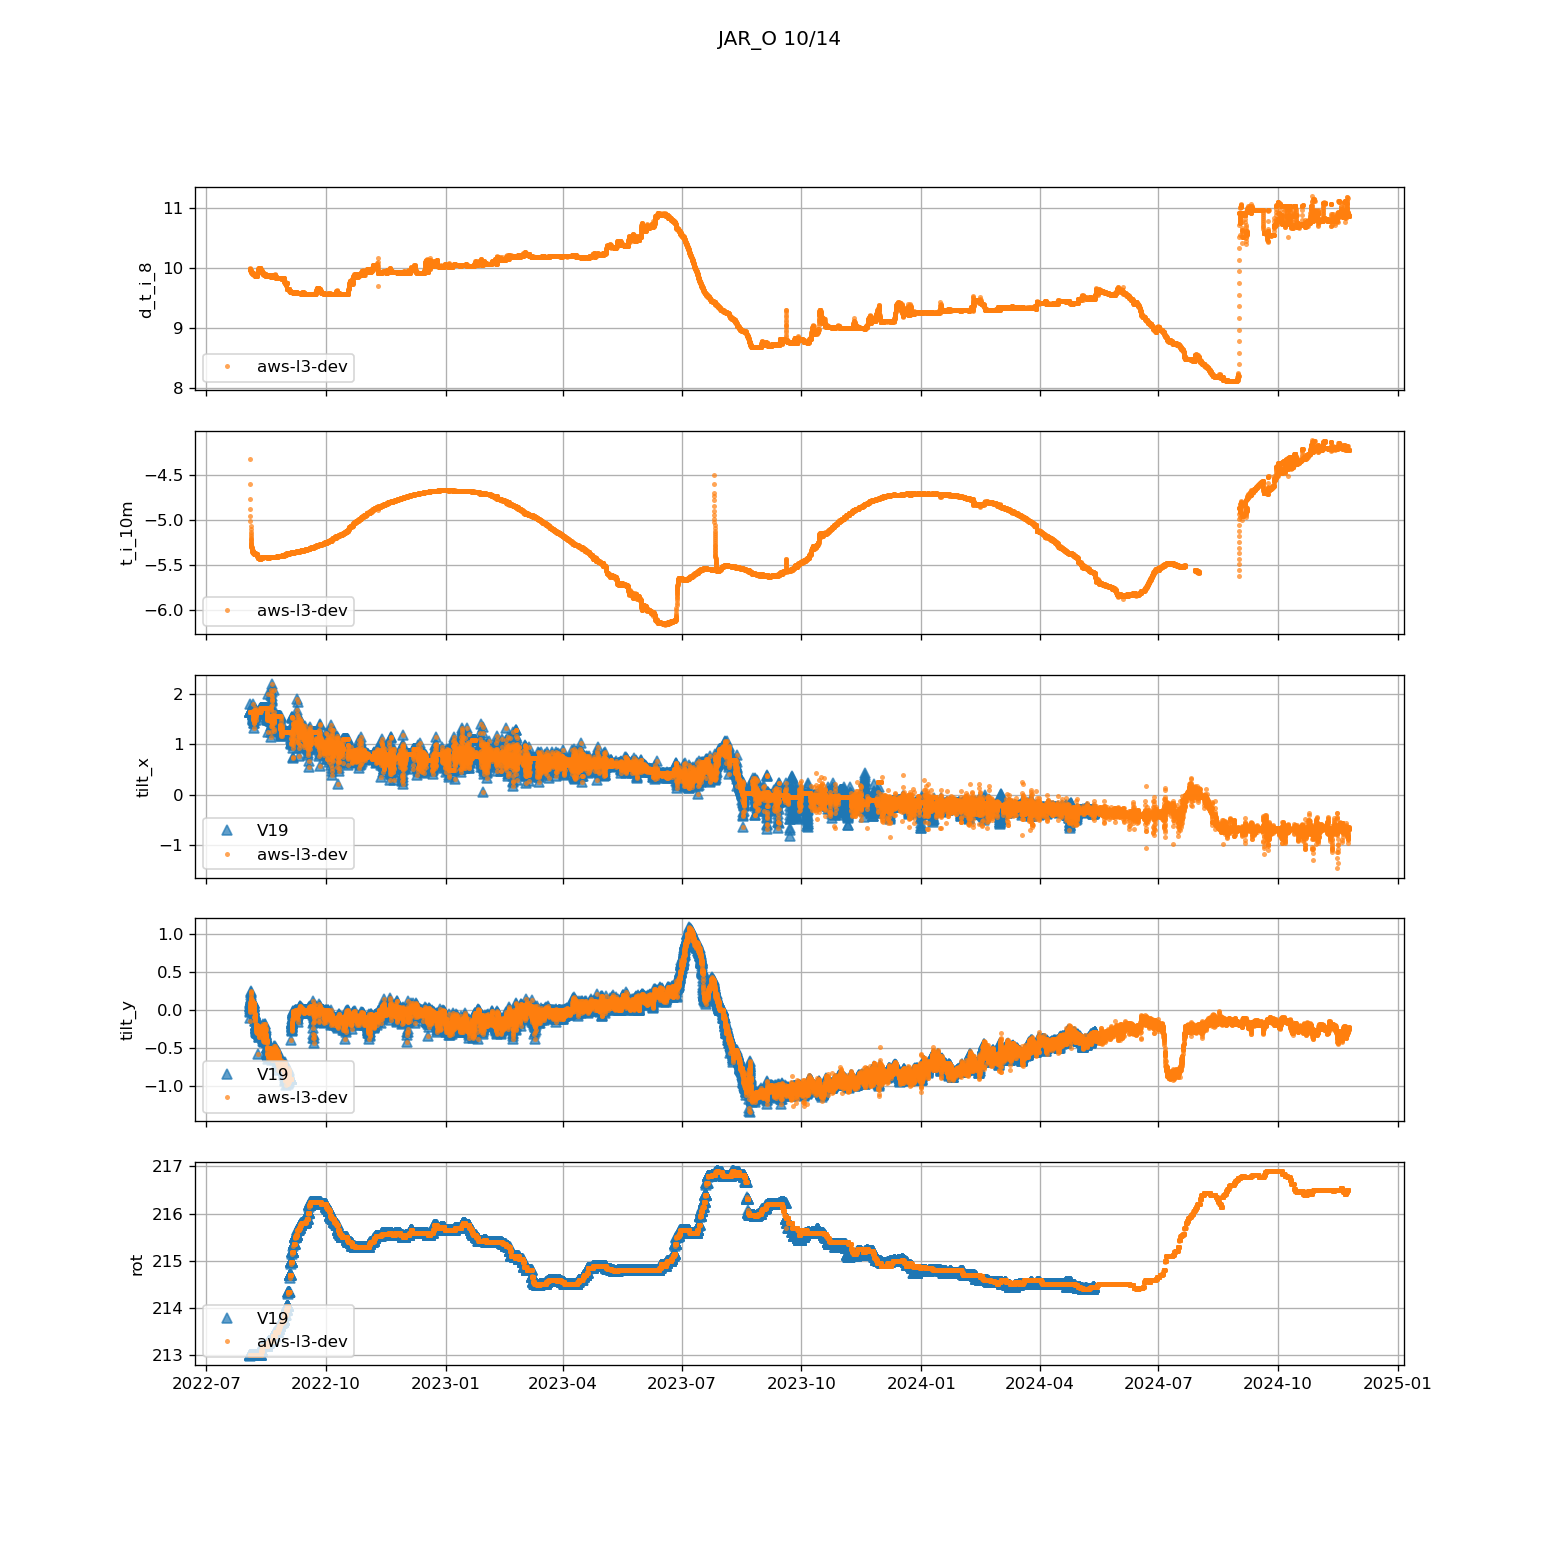 JAR_O 10/14
d_t_i_8
11
10
9
8
aws-l3-dev
t_i_10m
−4.5
−5.0
−5.5
−6.0
aws-l3-dev
tilt_x
2
1
0
−1
V19
aws-l3-dev
tilt_y
1.0
0.5
0.0
−0.5
−1.0
V19
aws-l3-dev
rot
217
216
215
214
213
V19
aws-l3-dev
2022-07 2022-10 2023-01 2023-04 2023-07 2023-10 2024-01 2024-04 2024-07 2024-10 2025-01